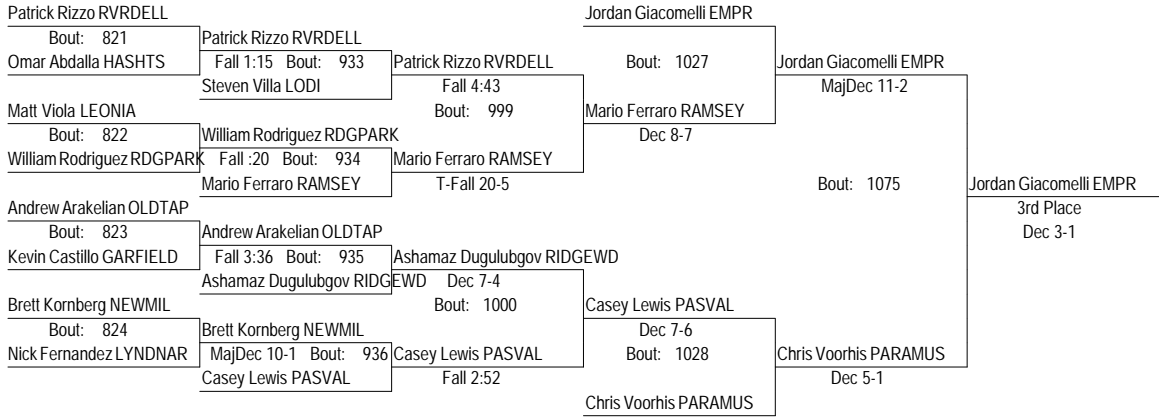 Patrick Rizzo RVRDELL
Jordan Giacomelli EMPR
Bout: 821
Patrick Rizzo RVRDELL
Omar Abdalla HASHTS
Fall 1:15 Bout: 933
Patrick Rizzo RVRDELL
Bout: 1027
Jordan Giacomelli EMPR
Steven Villa LODI
Fall 4:43
MajDec 11-2
Matt Viola LEONIA
Bout: 999
Mario Ferraro RAMSEY
Bout: 822
William Rodriguez RDGPARK
Dec 8-7
William Rodriguez RDGPARK
Fall :20 Bout: 934
Mario Ferraro RAMSEY
Mario Ferraro RAMSEY
T-Fall 20-5
Bout: 1075
Jordan Giacomelli EMPR
Andrew Arakelian OLDTAP
3rd Place
Bout: 823
Andrew Arakelian OLDTAP
Dec 3-1
Kevin Castillo GARFIELD
Fall 3:36 Bout: 935
Ashamaz Dugulubgov RIDGEWD
Ashamaz Dugulubgov RIDGEWD
Dec 7-4
Brett Kornberg NEWMIL
Bout: 1000
Casey Lewis PASVAL
Bout: 824
Brett Kornberg NEWMIL
Dec 7-6
Nick Fernandez LYNDNAR
MajDec 10-1 Bout: 936
Casey Lewis PASVAL
Bout: 1028
Chris Voorhis PARAMUS
Casey Lewis PASVAL
Fall 2:52
Dec 5-1
Chris Voorhis PARAMUS